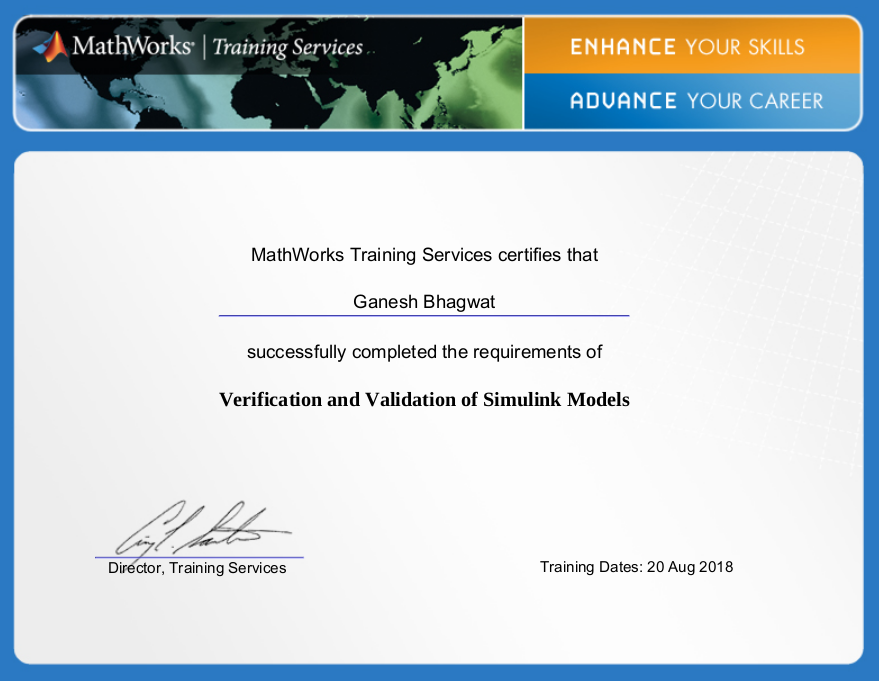 MathWorks® | Training Services
ENHANCE YOUR SKILLS
ADVANCE YOUR CAREER
MathWorks Training Services certifies that
Ganesh Bhagwat
successfully completed the requirements of
Verification and Validation of Simulink Models
Director, Training Services
Training Dates: 20 Aug 2018